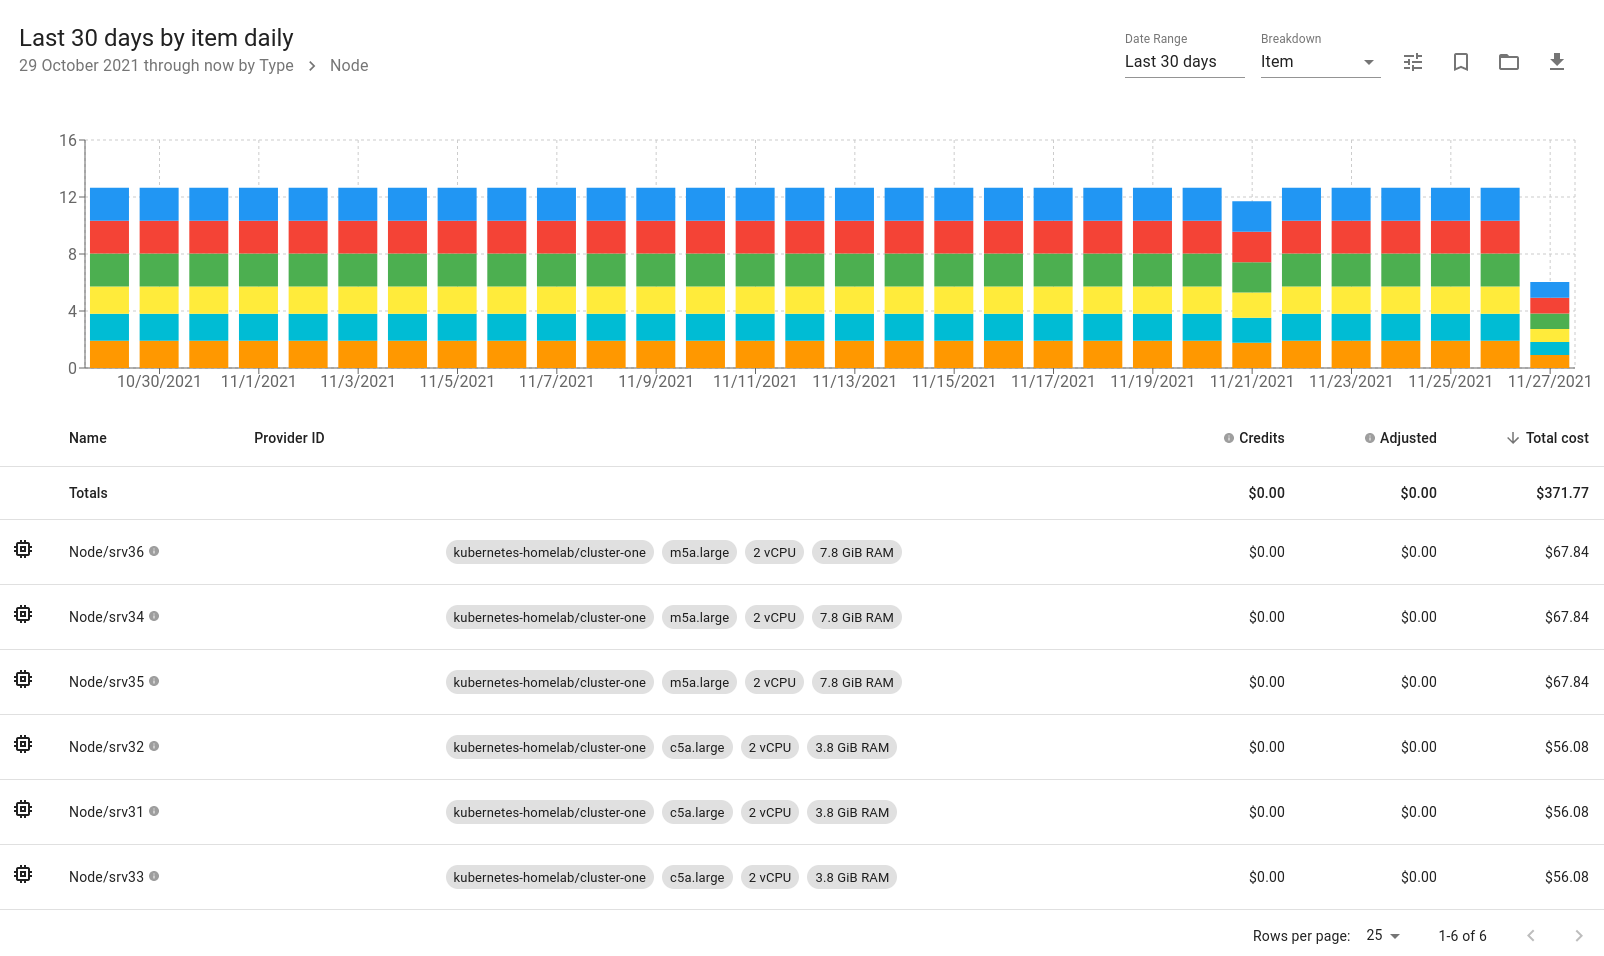 Last 30 days by item daily
29 October 2021 through now by Type > Node
Date Range
Last 30 days
Breakdown
Item
16
12
8
4
0
10/30/2021 11/1/2021 11/3/2021 11/5/2021 11/7/2021 11/9/2021 11/11/2021 11/13/2021 11/15/2021 11/17/2021 11/19/2021 11/21/2021 11/23/2021 11/25/2021 11/27/2021
Name Provider ID Credits Adjusted Total cost
Totals $0.00 $0.00 $371.77
Node/srv36 kubernetes-homelab/cluster-one m5a.large 2 vCPU 7.8 GiB RAM $0.00 $0.00 $67.84
Node/srv34 kubernetes-homelab/cluster-one m5a.large 2 vCPU 7.8 GiB RAM $0.00 $0.00 $67.84
Node/srv35 kubernetes-homelab/cluster-one m5a.large 2 vCPU 7.8 GiB RAM $0.00 $0.00 $67.84
Node/srv32 kubernetes-homelab/cluster-one c5a.large 2 vCPU 3.8 GiB RAM $0.00 $0.00 $56.08
Node/srv31 kubernetes-homelab/cluster-one c5a.large 2 vCPU 3.8 GiB RAM $0.00 $0.00 $56.08
Node/srv33 kubernetes-homelab/cluster-one c5a.large 2 vCPU 3.8 GiB RAM $0.00 $0.00 $56.08
Rows per page: 25 1-6 of 6